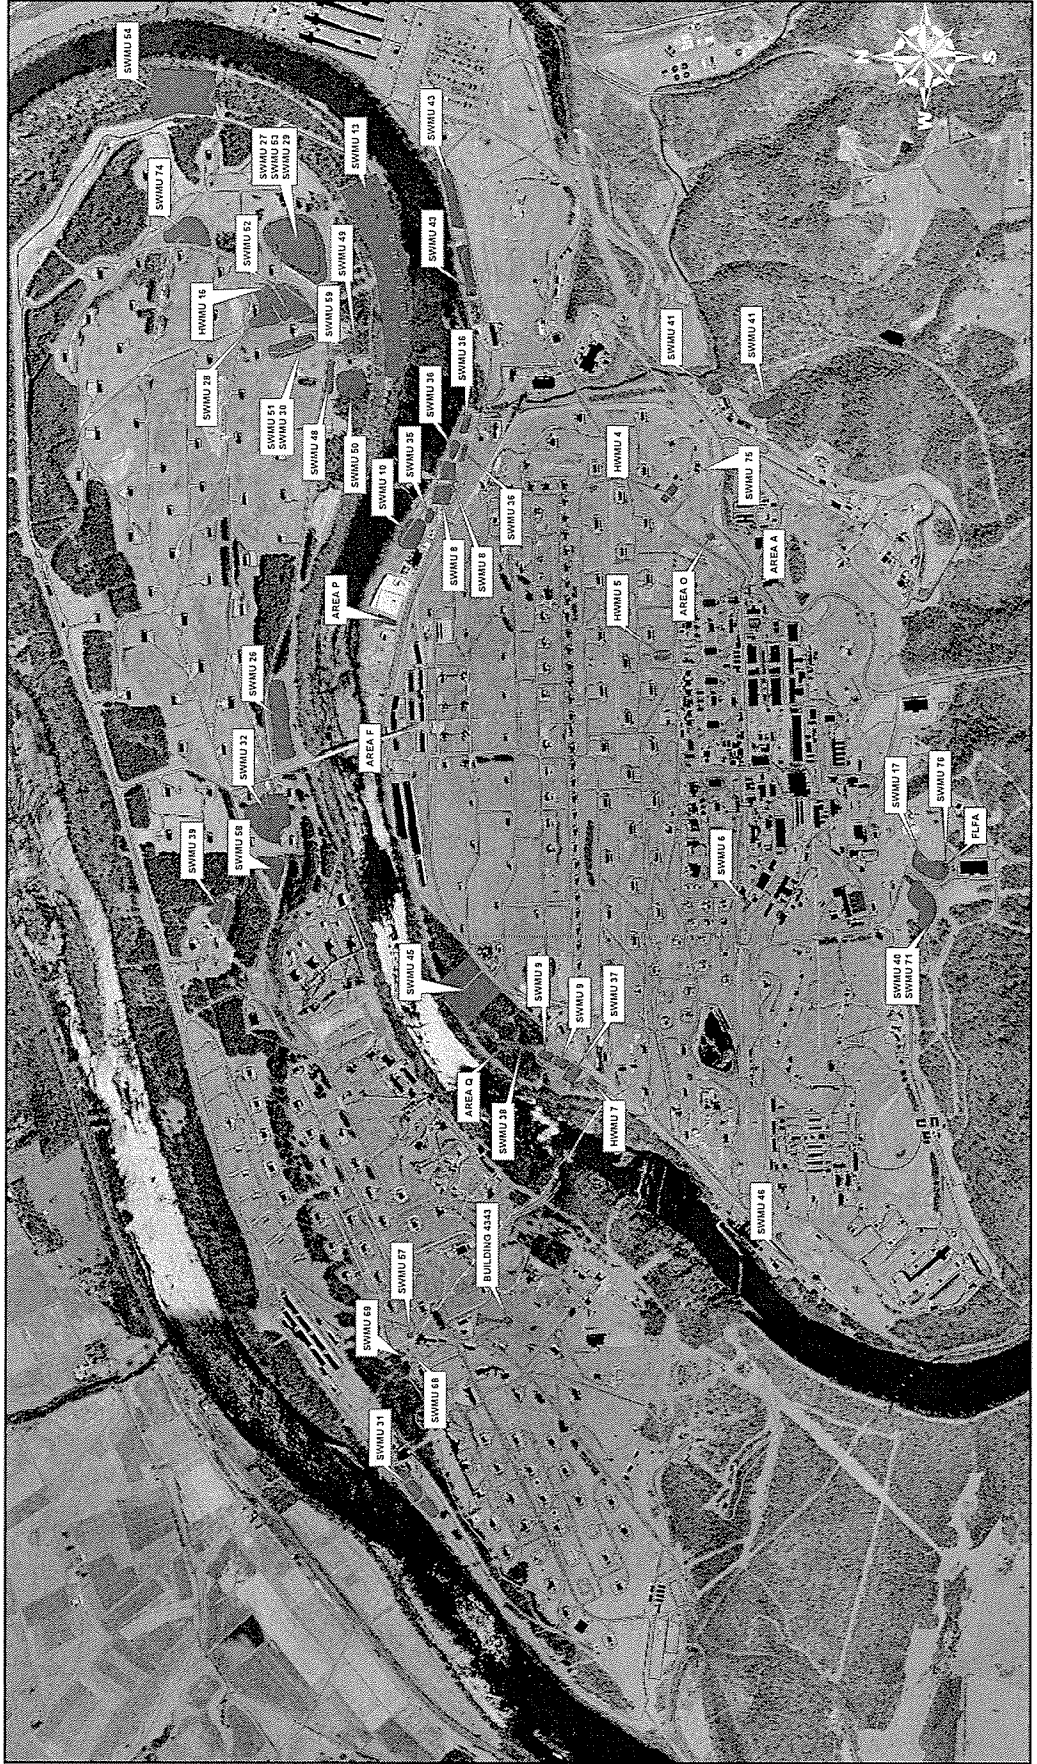 SWMU 54
SWMU 74
SWMU 39
HWMU 16
SWMU 28
SWMU 58
SWMU 32
SWMU 26
SWMU 52
SWMU 51
SWMU 30
SWMU 27
SWMU 53
SWMU 29
SWMU 48
SWMU 59
AREA P
SWMU 49
SWMU 50
SWMU 13
SWMU 69
AREA F
SWMU 31
SWMU 10
SWMU 57
SWMU 45
SWMU 35
SWMU 36
SWMU 43
SWMU 43
SWMU 68
SWMU 8
SWMU 36
AREA Q
SWMU 8
BUILDING 4343
SWMU 38
SWMU 36
SWMU 9
SWMU 9
HWMU 7
SWMU 37
HWMU 5
HWMU 4
SWMU 41
AREA O
SWMU 6
SWMU 75
SWMU 41
SWMU 46
AREA A
SWMU 40
SWMU 71
SWMU 17
SWMU 76
FLFA
N
W
S